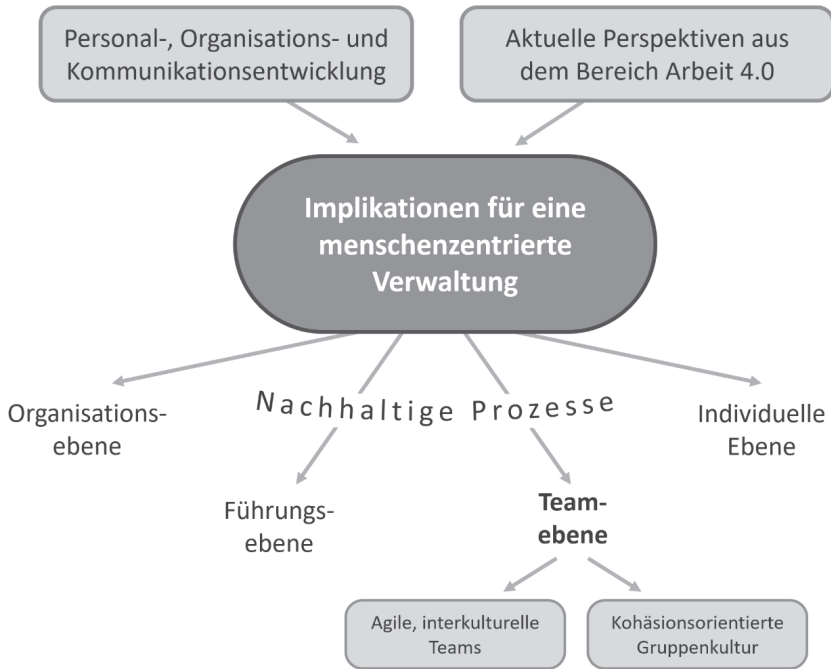 Personal-, Organisations- und
Kommunikationsentwicklung
Aktuelle Perspektiven aus
dem Bereich Arbeit 4.0
Implikationen für eine
menschenzentrierte
Verwaltung
Nachhaltige Prozesse
Organisations-
ebene
Führungs-
ebene
Team-
ebene
Individuelle
Ebene
Agile, interkulturelle
Teams
Kohäsionsorientierte
Gruppenkultur